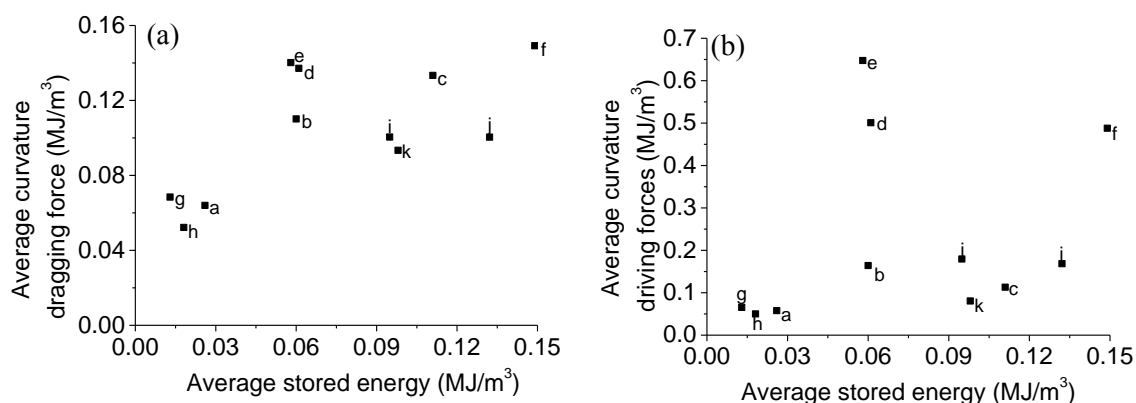 (a)
Average curvature
dragging force (MJ/m³)
0.16
0.12
0.08
0.04
0.00
0.00 0.03 0.06 0.09 0.12 0.15
Average stored energy (MJ/m³)
e
d
b
c
f
i
j
k
g
a
h
(b)
Average curvature
driving forces (MJ/m³)
0.7
0.6
0.5
0.4
0.3
0.2
0.1
0.0
0.00 0.03 0.06 0.09 0.12 0.15
Average stored energy (MJ/m³)
e
d
f
b
i
j
k
c
g
h
a